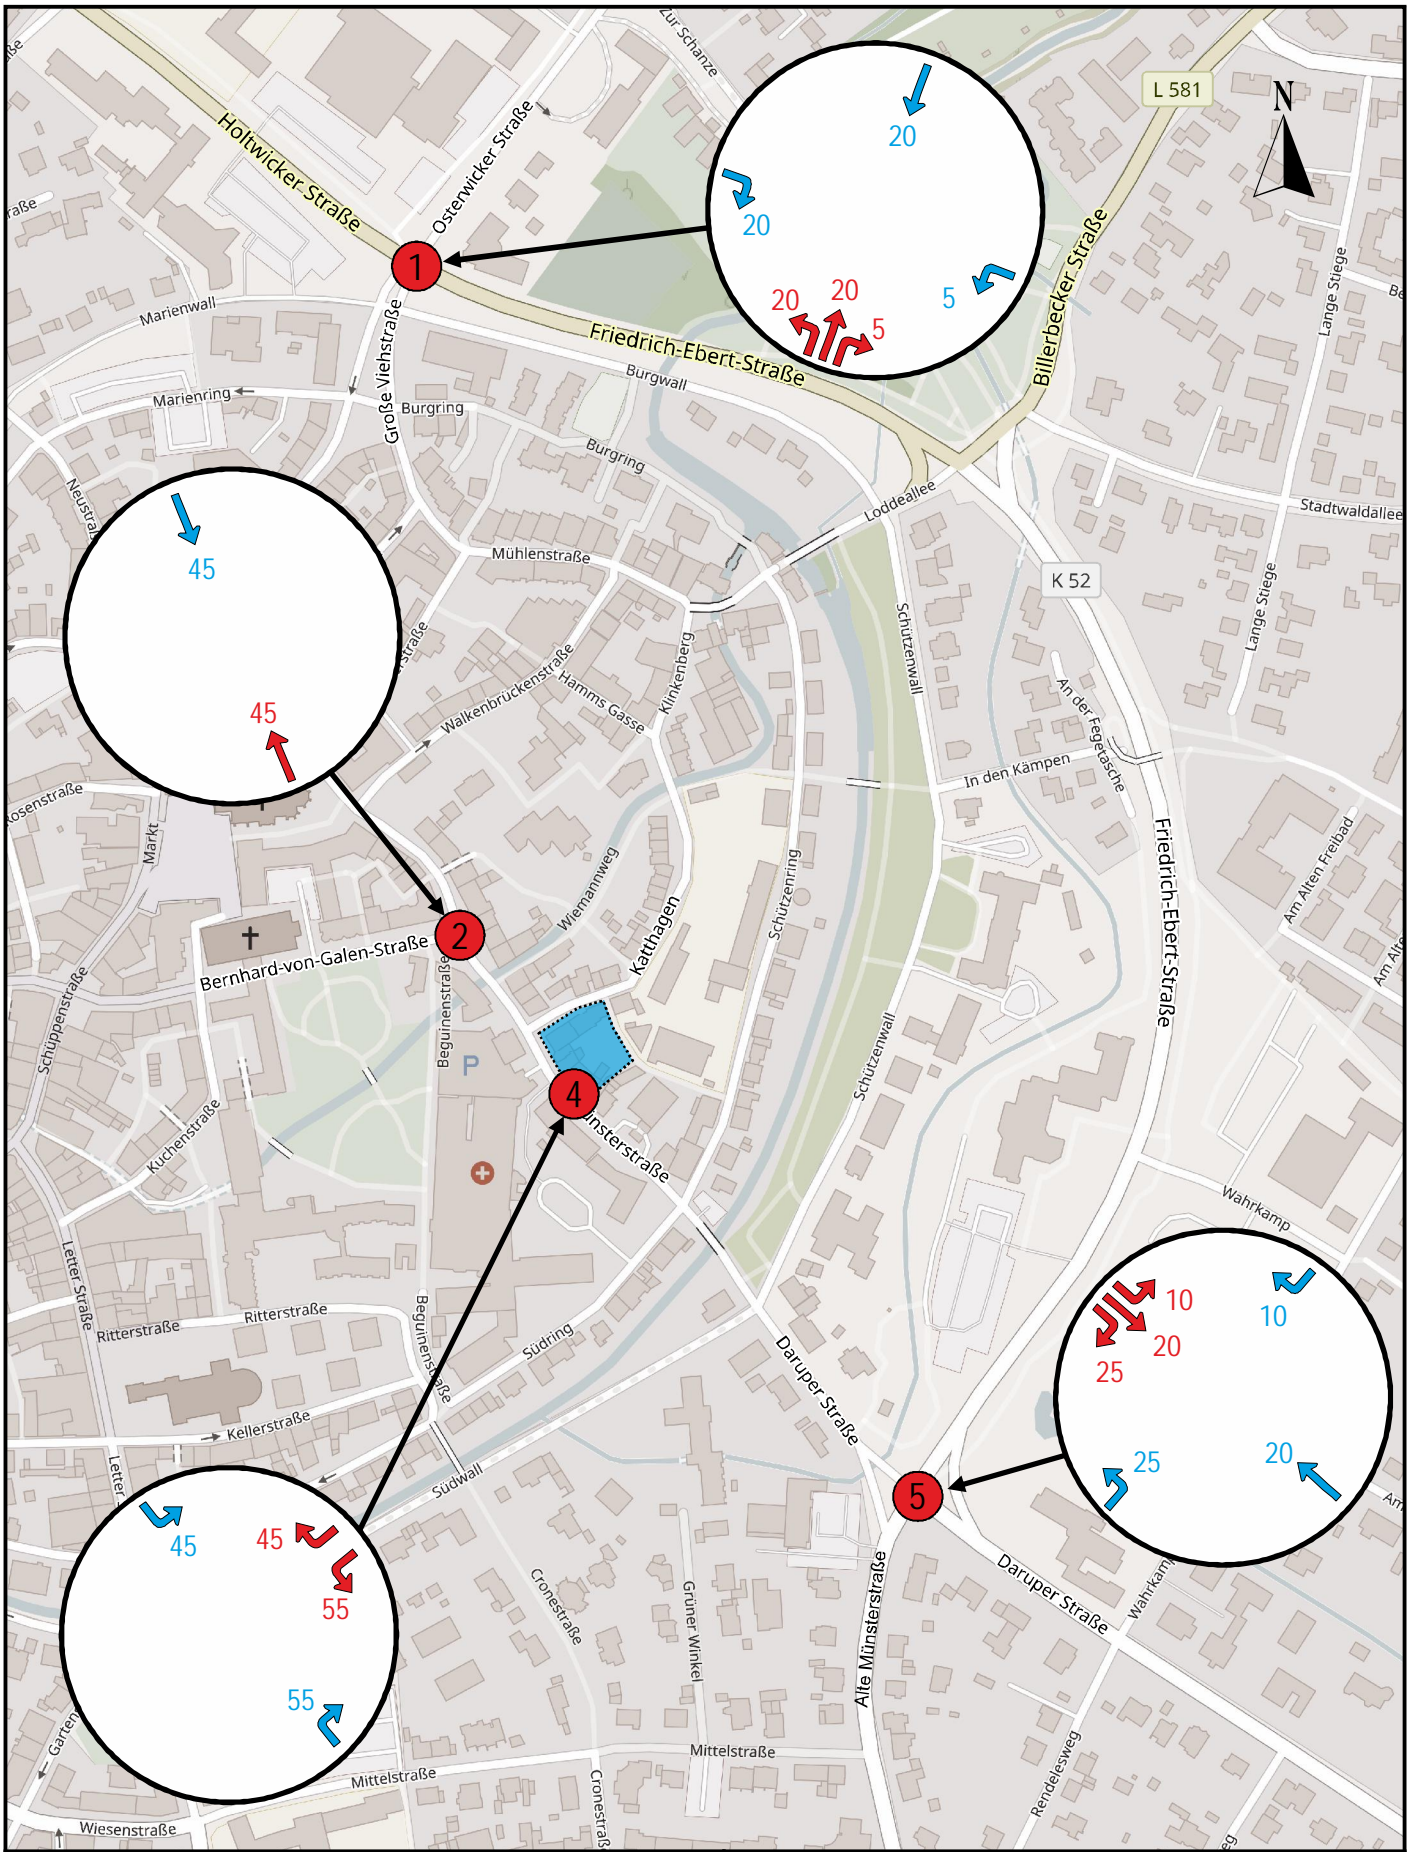 Zur Schanze
L 581
N
Holtwicker Straße
Osterwicker Straße
20
20
5
20
20
5
1
Billerbecker Straße
Lange Stiege
Marienwall
Große Viehstraße
Friedrich-Ebert-Straße
Burgwall
Marienring
Burgring
Burgring
Loddeallee
Stadtwaldallee
Mühlenstraße
K 52
45
45
Schützenwall
Lange Stiege
Klinkenberg
Walkenbrückenstraße
Hamms Gasse
An der Fegetasche
In den Kämpen
Markt
Wiemannweg
Schützenring
Friedrich-Ebert-Straße
Am Alten Freibad
2
Bernhard-von-Galen-Straße
Katthagen
Beguinenstraße
Schüppenstraße
P
Schützenwall
4
Kuchenstraße
Wahrkamp
Letter Straße
Ritterstraße
Ritterstraße
Beguinenstraße
Südring
Daruper Straße
10
20
25
10
25
20
Kellerstraße
Südwall
5
45
45
55
55
Cronestraße
Grüner Winkel
Alte Münsterstraße
Daruper Straße
Mittelstraße
Mittelstraße
Rendelesweg
Wiesenstraße